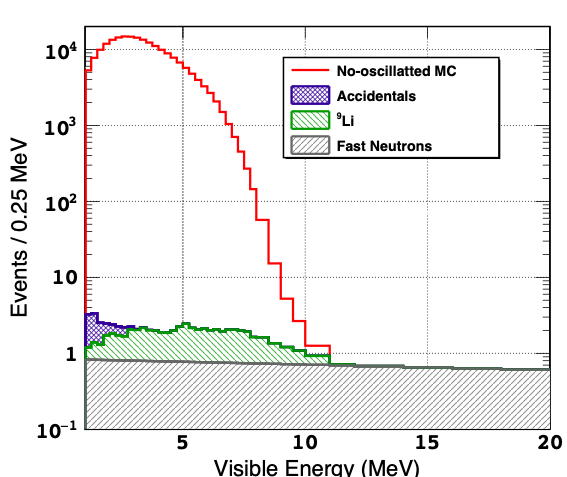 Events / 0.25 MeV
10⁴
10³
10²
10
1
10⁻¹
No-oscillatted MC
Accidentals
⁹Li
Fast Neutrons
5 10 15 20
Visible Energy (MeV)